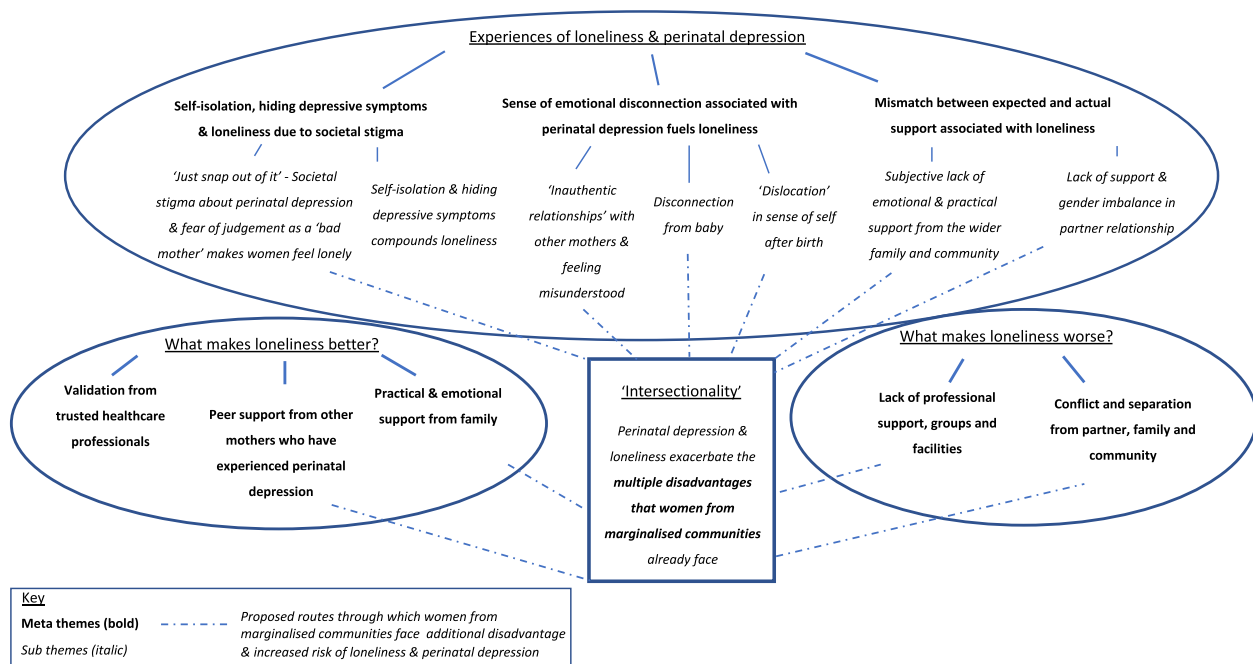 Experiences of loneliness & perinatal depression
Self-isolation, hiding depressive symptoms
& loneliness due to societal stigma
‘Just snap out of it’ - Societal
stigma about perinatal depression
& fear of judgement as a ‘bad
mother’ makes women feel lonely
Self-isolation & hiding
depressive symptoms
compounds loneliness
Sense of emotional disconnection associated with
perinatal depression fuels loneliness
‘Inauthentic
relationships’ with
other mothers &
feeling
misunderstood
Disconnection
from baby
‘Dislocation’
in sense of self
after birth
Mismatch between expected and actual
support associated with loneliness
Subjective lack of
emotional & practical
support from the wider
family and community
Lack of support &
gender imbalance in
partner relationship
What makes loneliness better?
Validation from
trusted healthcare
professionals
Peer support from other
mothers who have
experienced perinatal
depression
Practical & emotional
support from family
‘Intersectionality’
Perinatal depression &
loneliness exacerbate the
multiple disadvantages
that women from
marginalised communities
already face
What makes loneliness worse?
Lack of professional
support, groups and
facilities
Conflict and separation
from partner, family and
community
Key
Meta themes (bold)
Sub themes (italic)
Proposed routes through which women from
marginalised communities face additional disadvantage
& increased risk of loneliness & perinatal depression